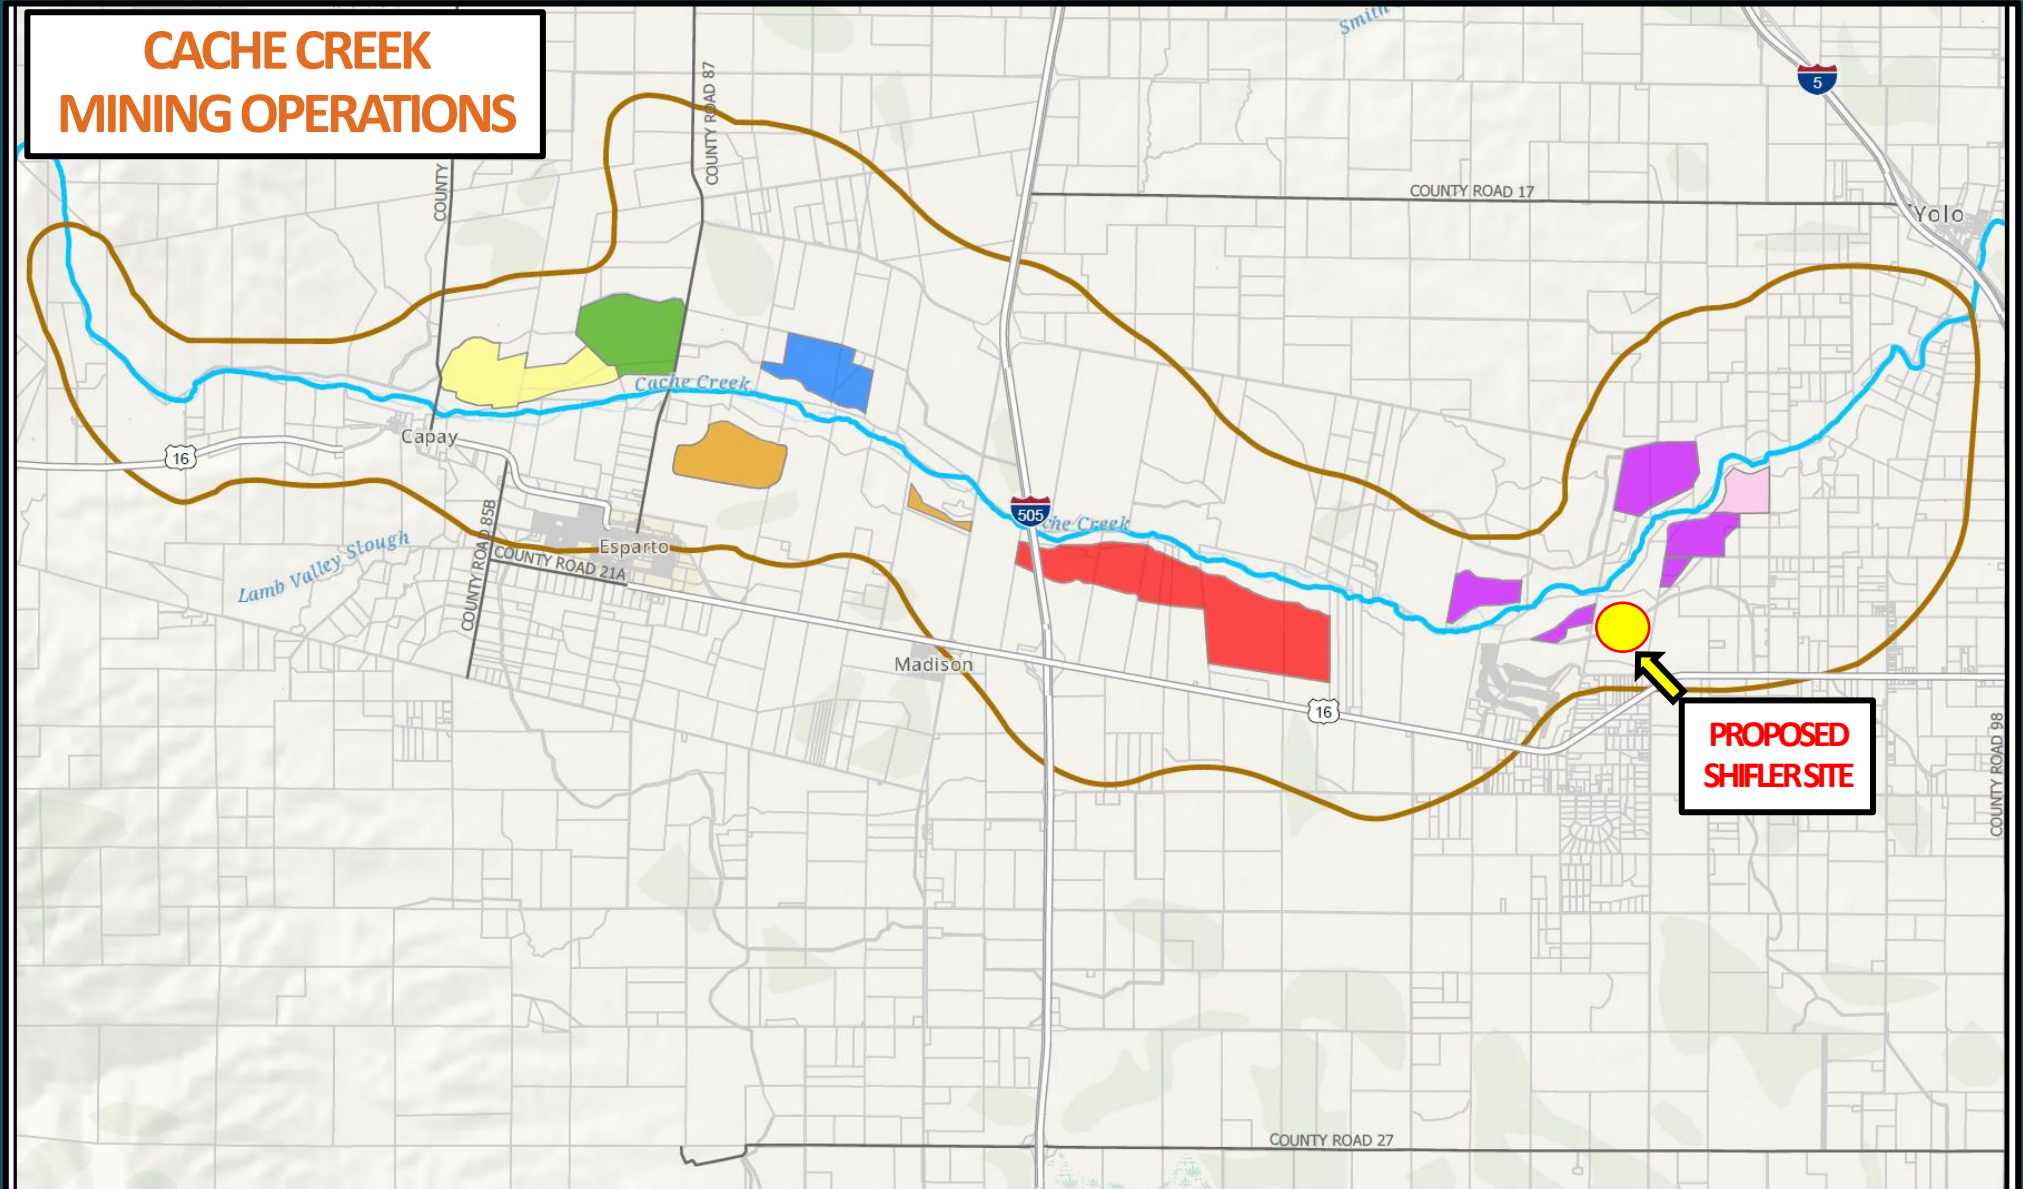 CACHE CREEK
MINING OPERATIONS
Smith
5
COUNTY ROAD 87
COUNTY
COUNTY ROAD 17
Yolo
Cache Creek
Capay
16
505
che Creek
COUNTY ROAD 85B
Esparto
COUNTY ROAD 21A
Lamb Valley Slough
Madison
16
PROPOSED
SHIFLER SITE
COUNTY ROAD 98
COUNTY ROAD 27